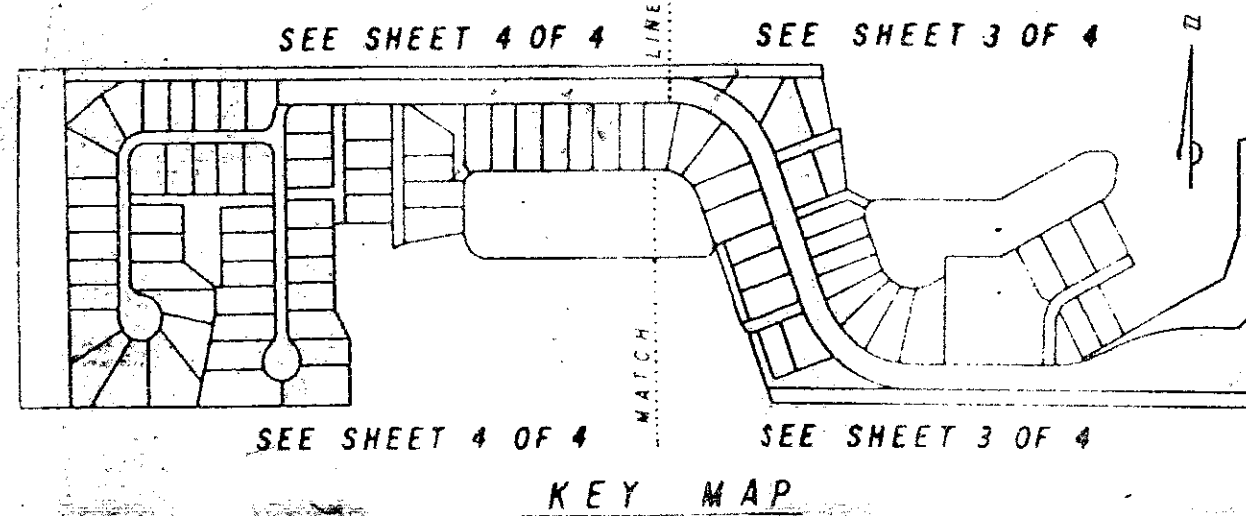 SEE SHEET 4 OF 4
SEE SHEET 3 OF 4
N
MATCH LINE
SEE SHEET 4 OF 4
SEE SHEET 3 OF 4
KEY MAP